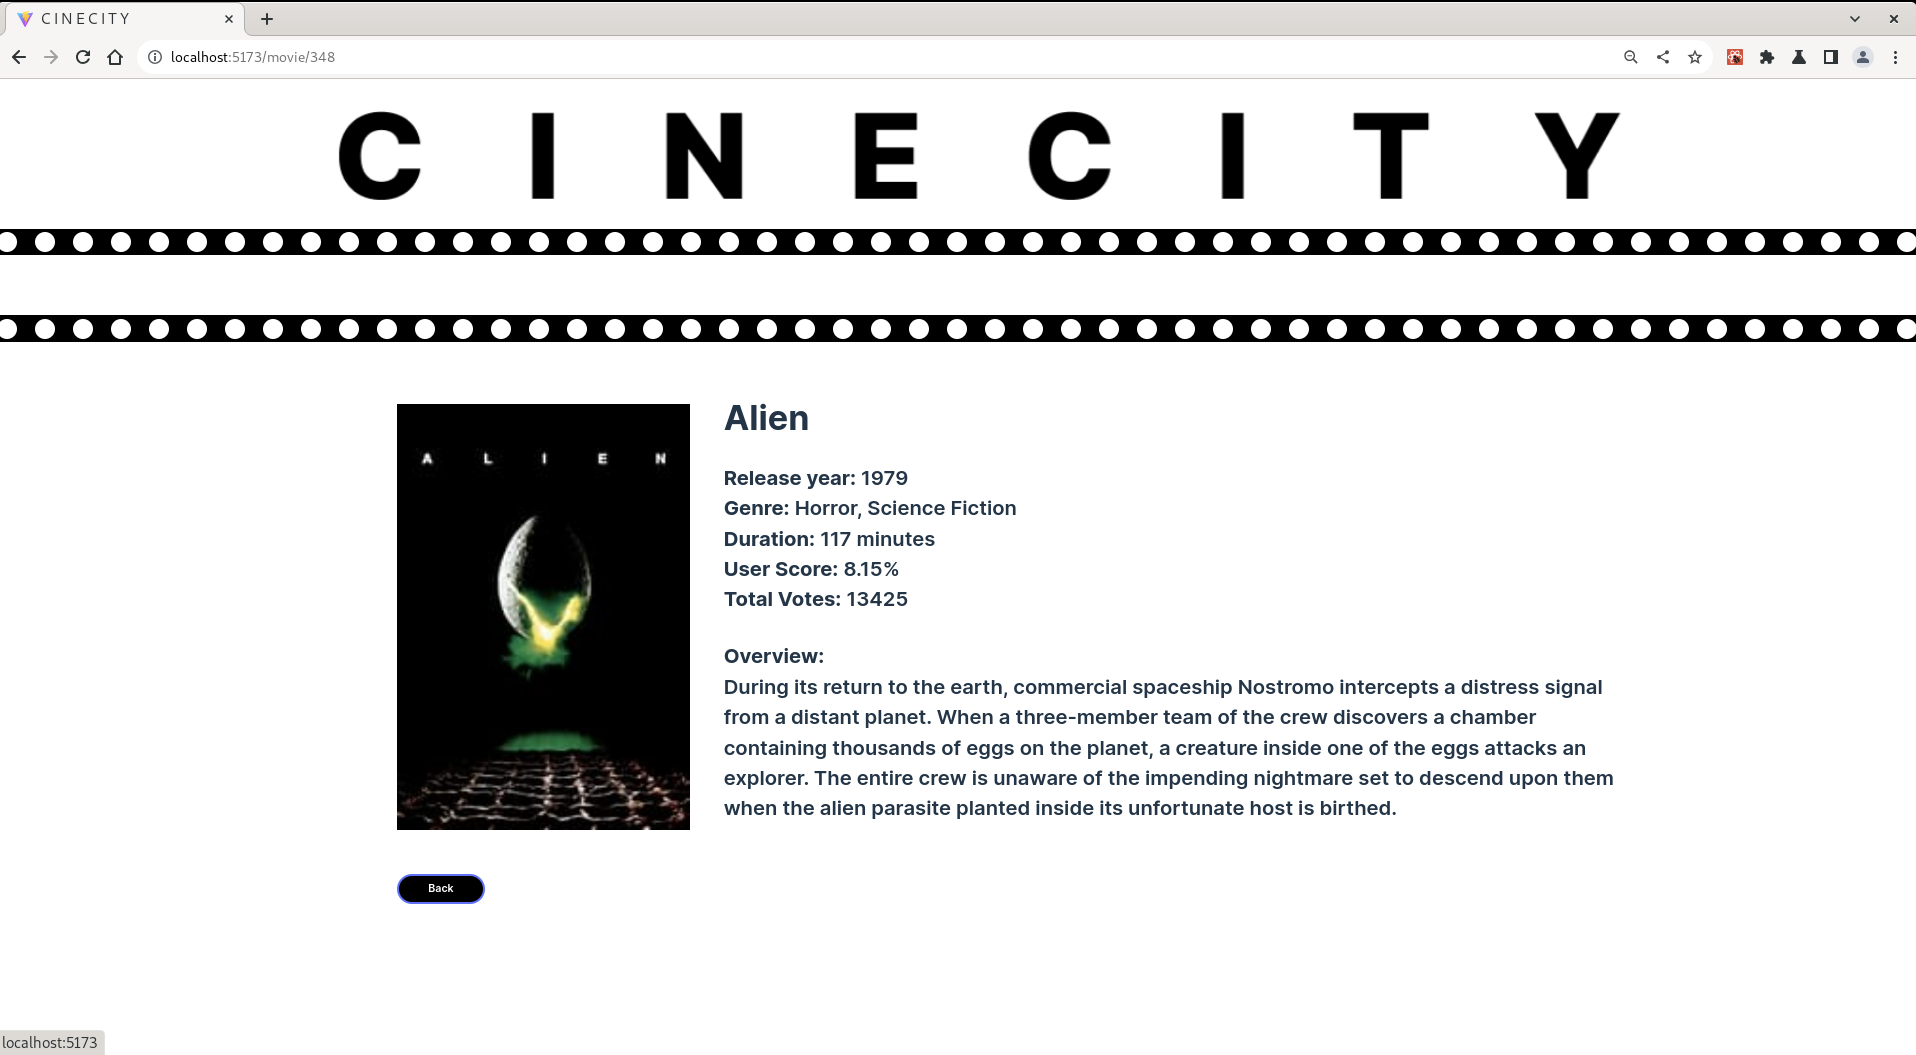 CINECITY
localhost:5173/movie/348
CINECITY
ALIEN
Alien
Release year: 1979
Genre: Horror, Science Fiction
Duration: 117 minutes
User Score: 8.15%
Total Votes: 13425
Overview:
During its return to the earth, commercial spaceship Nostromo intercepts a distress signal
from a distant planet. When a three-member team of the crew discovers a chamber
containing thousands of eggs on the planet, a creature inside one of the eggs attacks an
explorer. The entire crew is unaware of the impending nightmare set to descend upon them
when the alien parasite planted inside its unfortunate host is birthed.
Back
localhost:5173